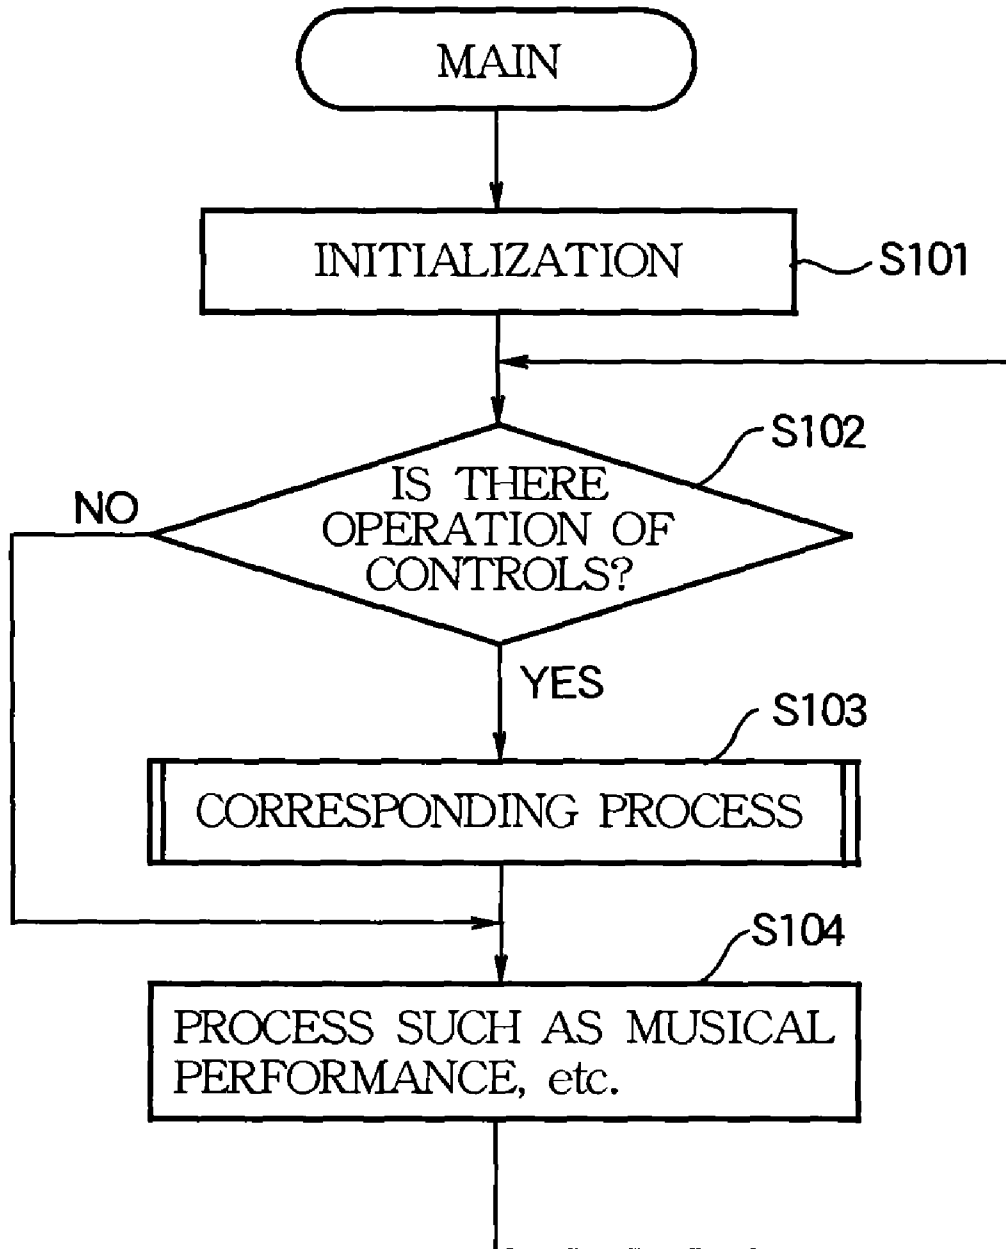 MAIN
INITIALIZATION
S101
S102
IS THERE
OPERATION OF
CONTROLS?
NO
YES
S103
CORRESPONDING PROCESS
S104
PROCESS SUCH AS MUSICAL
PERFORMANCE, etc.